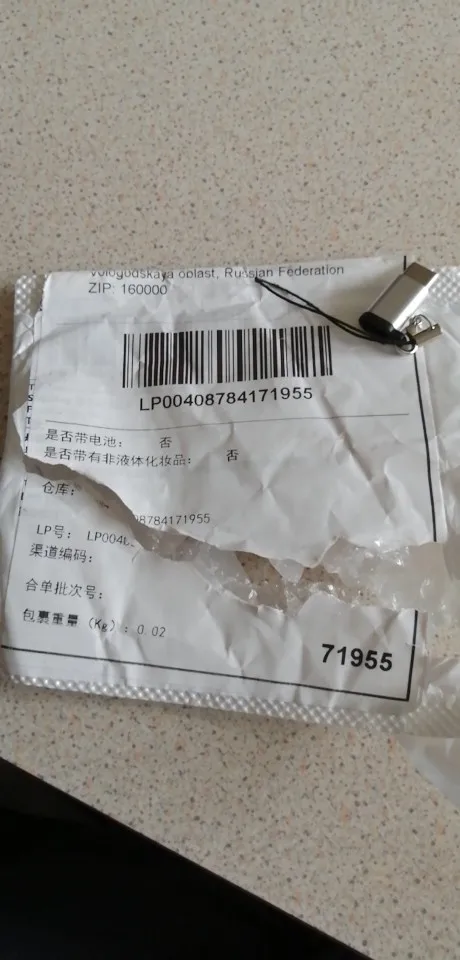 Vologodskaya oblast, Russian Federation
ZIP: 160000
LP00408784171955
是否带电池： 否
是否带有非液体化妆品： 否
仓库：
8784171955
LP号： LP0040
渠道编码：
合单批次号：
包裹重量 (Kg)：0.02
71955